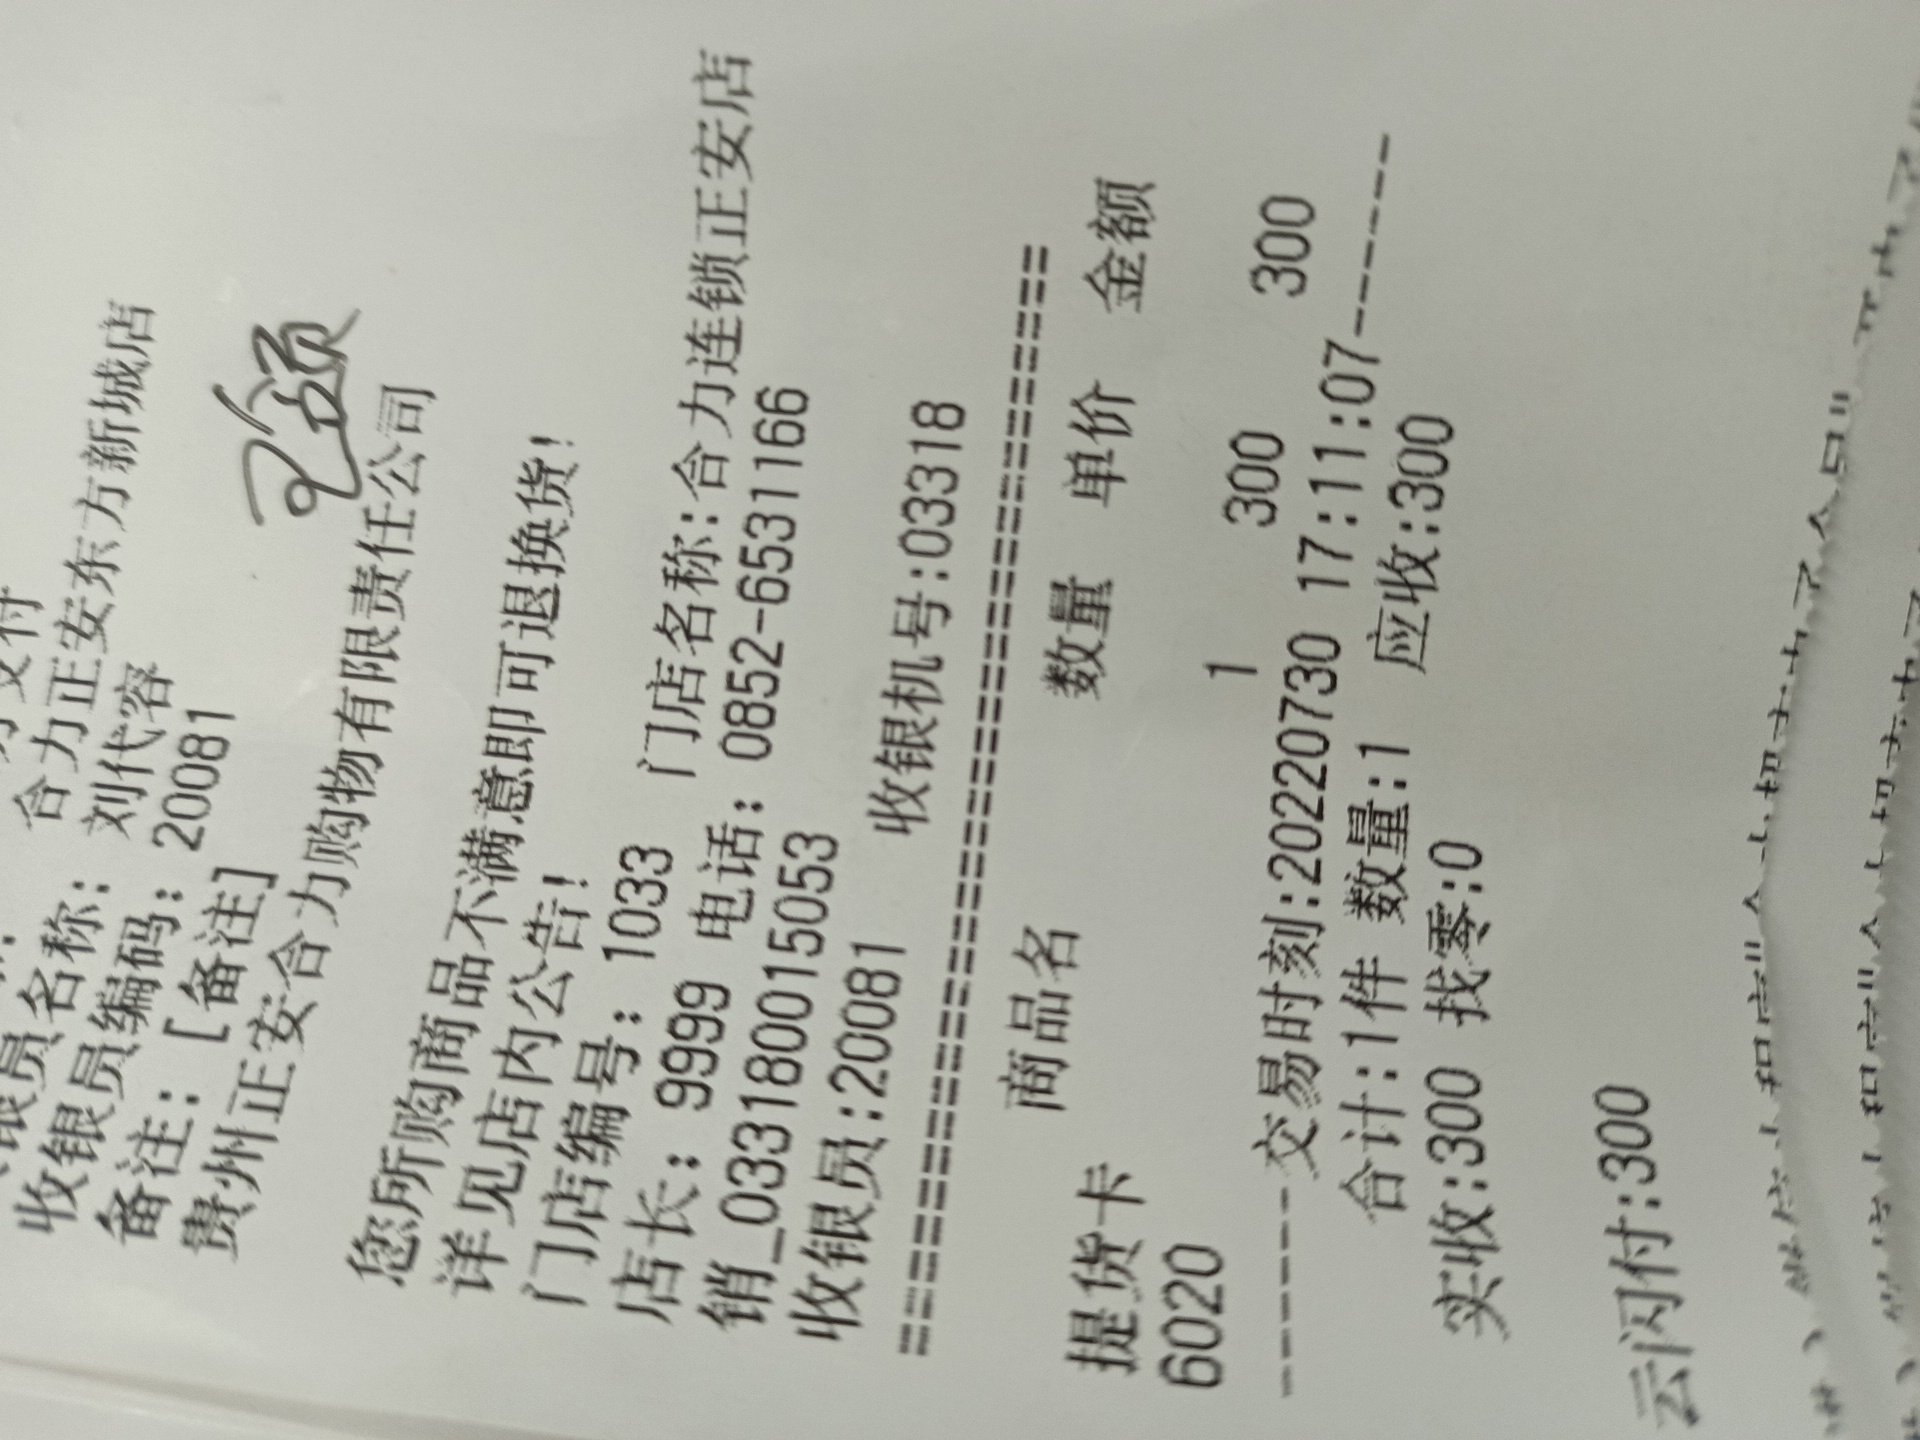 合力正安东方新城店
收银员名称: 刘代容
收银员编码: 20081
备注: [备注]
贵州正安合力购物有限责任公司
您所购商品不满意即可退换货!
详见店内公告!
门店编号: 1033 门店名称:合力连锁正安店
店长: 9999 电话: 0852-6531166
销_033180015053
收银员:20081 收银机号:03318
商品名 数量 单价 金额
提货卡
6020 1 300 300
------交易时刻:20220730 17:11:07------
合计:1件 数量:1 应收:300
实收:300 找零:0
云闪付:300